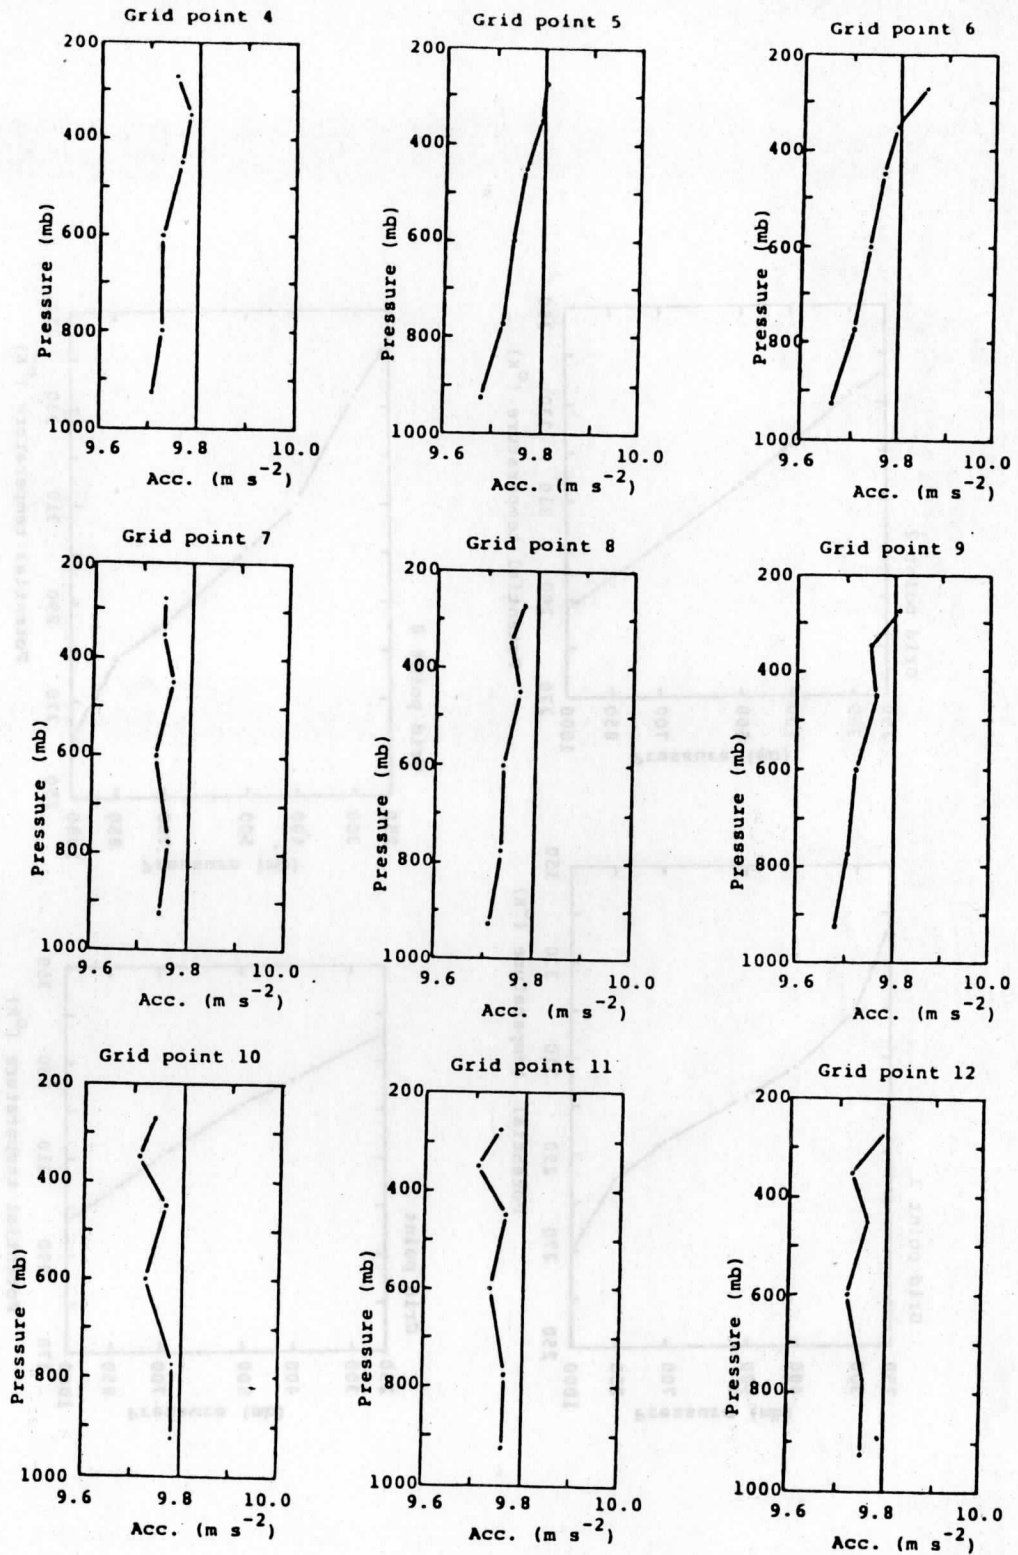 Grid point 4
200
400
600
800
1000
Pressure (mb)
9.6 9.8 10.0
Acc. (m s⁻²)
Grid point 5
200
400
600
800
1000
Pressure (mb)
9.6 9.8 10.0
Acc. (m s⁻²)
Grid point 6
200
400
600
800
1000
Pressure (mb)
9.6 9.8 10.0
Acc. (m s⁻²)
Grid point 7
200
400
600
800
1000
Pressure (mb)
9.6 9.8 10.0
Acc. (m s⁻²)
Grid point 8
200
400
600
800
1000
Pressure (mb)
9.6 9.8 10.0
Acc. (m s⁻²)
Grid point 9
200
400
600
800
1000
Pressure (mb)
9.6 9.8 10.0
Acc. (m s⁻²)
Grid point 10
200
400
600
800
1000
Pressure (mb)
9.6 9.8 10.0
Acc. (m s⁻²)
Grid point 11
200
400
600
800
1000
Pressure (mb)
9.6 9.8 10.0
Acc. (m s⁻²)
Grid point 12
200
400
600
800
1000
Pressure (mb)
9.6 9.8 10.0
Acc. (m s⁻²)